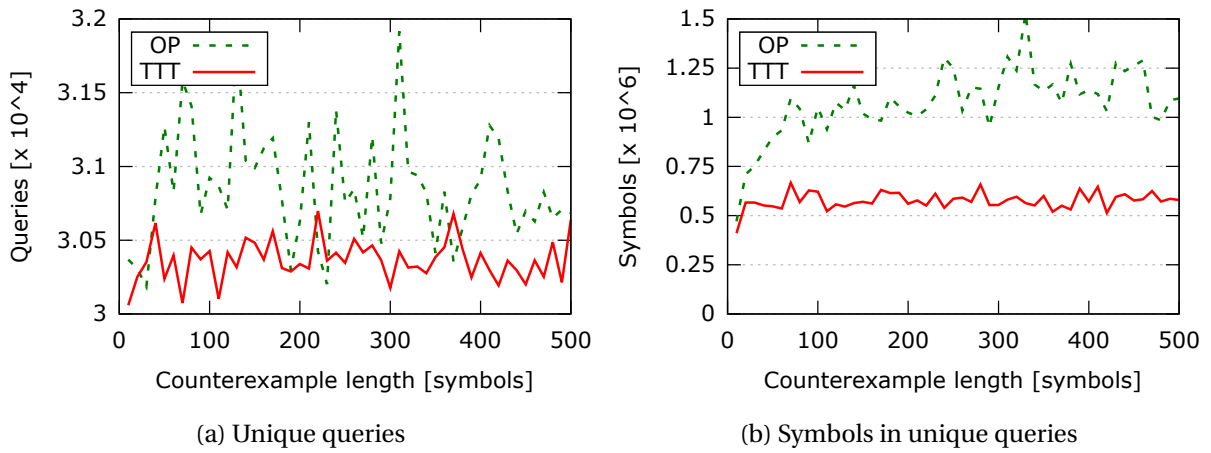 3.2
3.15
3.1
3.05
3
Queries [x 10^4]
OP
TTT
0
100
200
300
400
500
Counterexample length [symbols]
(a) Unique queries
1.5
1.25
1
0.75
0.5
0.25
0
Symbols [x 10^6]
OP
TTT
0
100
200
300
400
500
Counterexample length [symbols]
(b) Symbols in unique queries